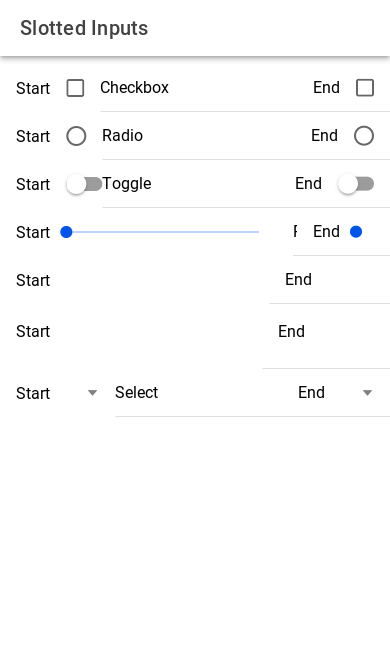 Slotted Inputs
Start Checkbox End
Start Radio End
Start Toggle End
Start End
Start End
Start End
Start Select End